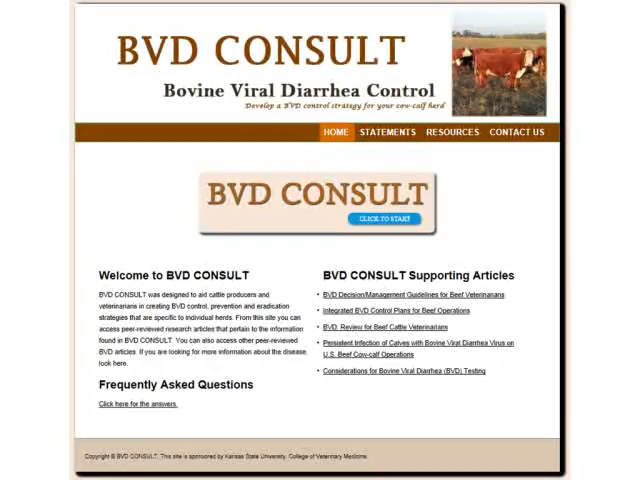 BVD CONSULT
Bovine Viral Diarrhea Control
Develop a BVD control strategy for your cow-calf herd
HOME STATEMENTS RESOURCES CONTACT US
BVD CONSULT
CLICK TO START
Welcome to BVD CONSULT
BVD CONSULT was designed to aid cattle producers and
veterinarians in creating BVD control, prevention and eradication
strategies that are specific to individual herds. From this site you can
access peer-reviewed research articles that pertain to the information
found in BVD CONSULT. You can also access other peer-reviewed
BVD articles. If you are looking for more information about the disease,
look here.
Frequently Asked Questions
Click here for the answers.
BVD CONSULT Supporting Articles
• BVD Decision/Management Guidelines for Beef Veterinarians
• Integrated BVD Control Plans for Beef Operations
• BVD: Review for Beef Cattle Veterinarians
• Persistent Infection of Calves with Bovine Viral Diarrhea Virus on
U.S. Beef Cow-calf Operations
• Considerations for Bovine Viral Diarrhea (BVD) Testing
Copyright © BVD CONSULT. This site is sponsored by Kansas State University, College of Veterinary Medicine.